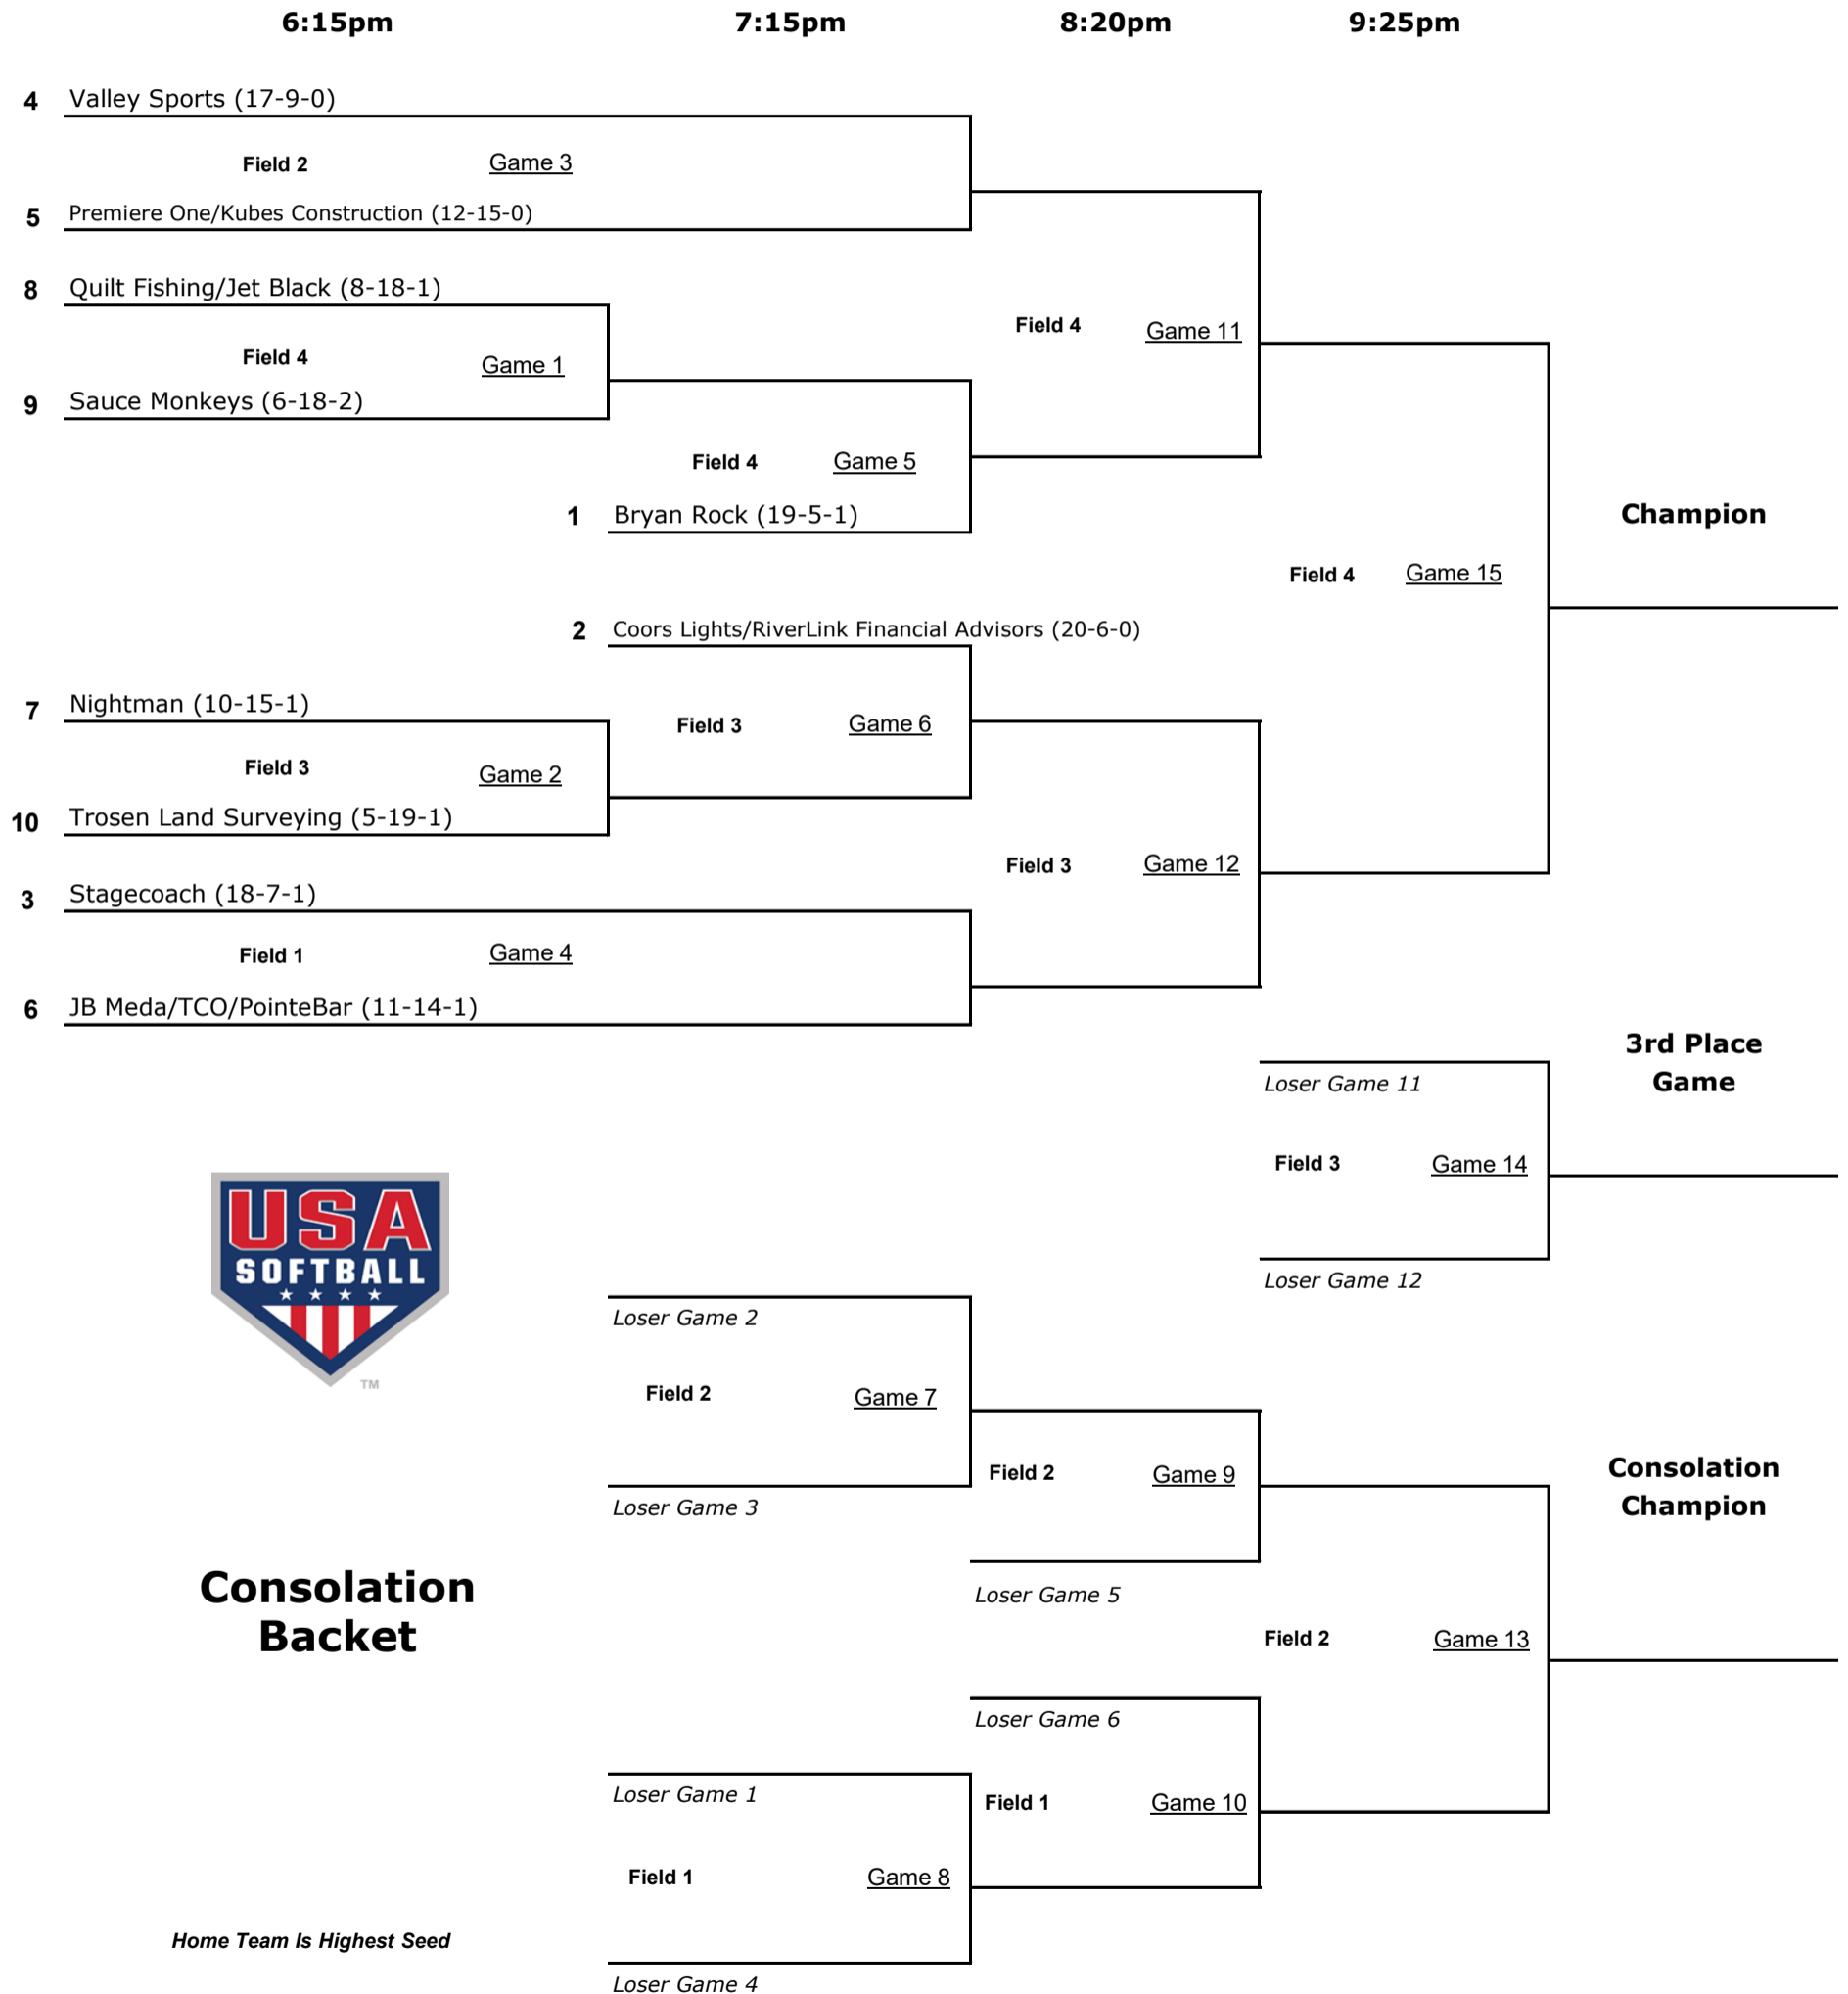 6:15pm 7:15pm 8:20pm 9:25pm
4 Valley Sports (17-9-0)
Field 2 Game 3
5 Premiere One/Kubes Construction (12-15-0)
8 Quilt Fishing/Jet Black (8-18-1)
Field 4 Game 11
Field 4 Game 1
9 Sauce Monkeys (6-18-2)
Field 4 Game 5
1 Bryan Rock (19-5-1)
Champion
Field 4 Game 15
2 Coors Lights/RiverLink Financial Advisors (20-6-0)
7 Nightman (10-15-1)
Field 3 Game 6
Field 3 Game 2
10 Trosen Land Surveying (5-19-1)
Field 3 Game 12
3 Stagecoach (18-7-1)
Field 1 Game 4
6 JB Meda/TCO/PointeBar (11-14-1)
3rd Place
Game
Loser Game 11
Field 3 Game 14
Loser Game 12
USA
SOFTBALL
TM
Loser Game 2
Field 2 Game 7
Loser Game 3
Field 2 Game 9
Loser Game 5
Consolation
Champion
Consolation
Backet
Field 2 Game 13
Loser Game 6
Loser Game 1
Field 1 Game 10
Field 1 Game 8
Home Team Is Highest Seed
Loser Game 4